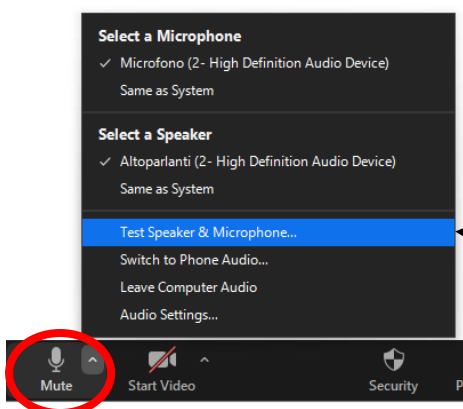 Select a Microphone
✓ Microfono (2- High Definition Audio Device)
Same as System
Select a Speaker
✓ Altoparlanti (2- High Definition Audio Device)
Same as System
Test Speaker & Microphone...
Switch to Phone Audio...
Leave Computer Audio
Audio Settings...
Mute
Start Video
Security
P